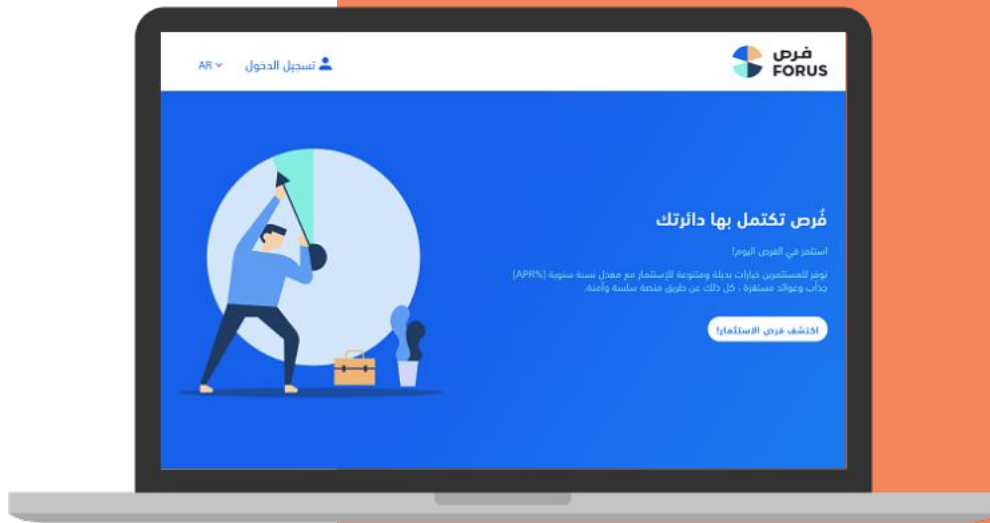 فرص
FORUS
تسجيل الدخول
AR
فُرص تكتمل بها دائرتك
استثمر في الفرص اليوم!
نوفر للمستثمرين خيارات بديلة ومتنوعة للإستثمار مع معدل نسبة سنوية (APR%)
جذاب وعوائد مستقرة ، كل ذلك عن طريق منصة سلسة وآمنة.
اكتشف فرص الاستثمار!